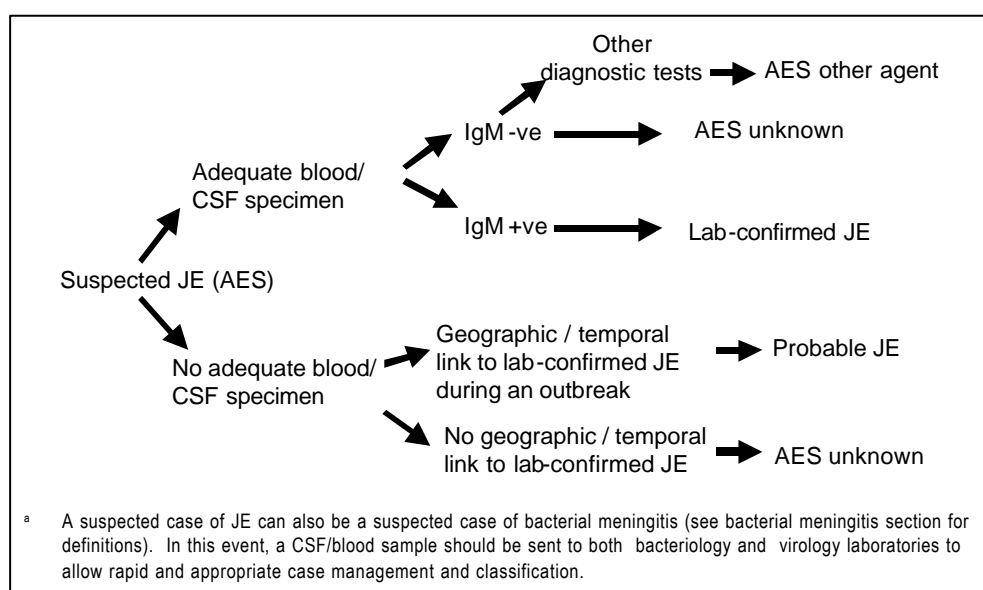 Other
diagnostic tests
AES other agent
IgM -ve
AES unknown
Adequate blood/
CSF specimen
IgM +ve
Lab-confirmed JE
Suspected JE (AES)
Geographic / temporal
link to lab-confirmed JE
during an outbreak
Probable JE
No adequate blood/
CSF specimen
No geographic / temporal
link to lab-confirmed JE
AES unknown
a A suspected case of JE can also be a suspected case of bacterial meningitis (see bacterial meningitis section for
definitions). In this event, a CSF/blood sample should be sent to both bacteriology and virology laboratories to
allow rapid and appropriate case management and classification.